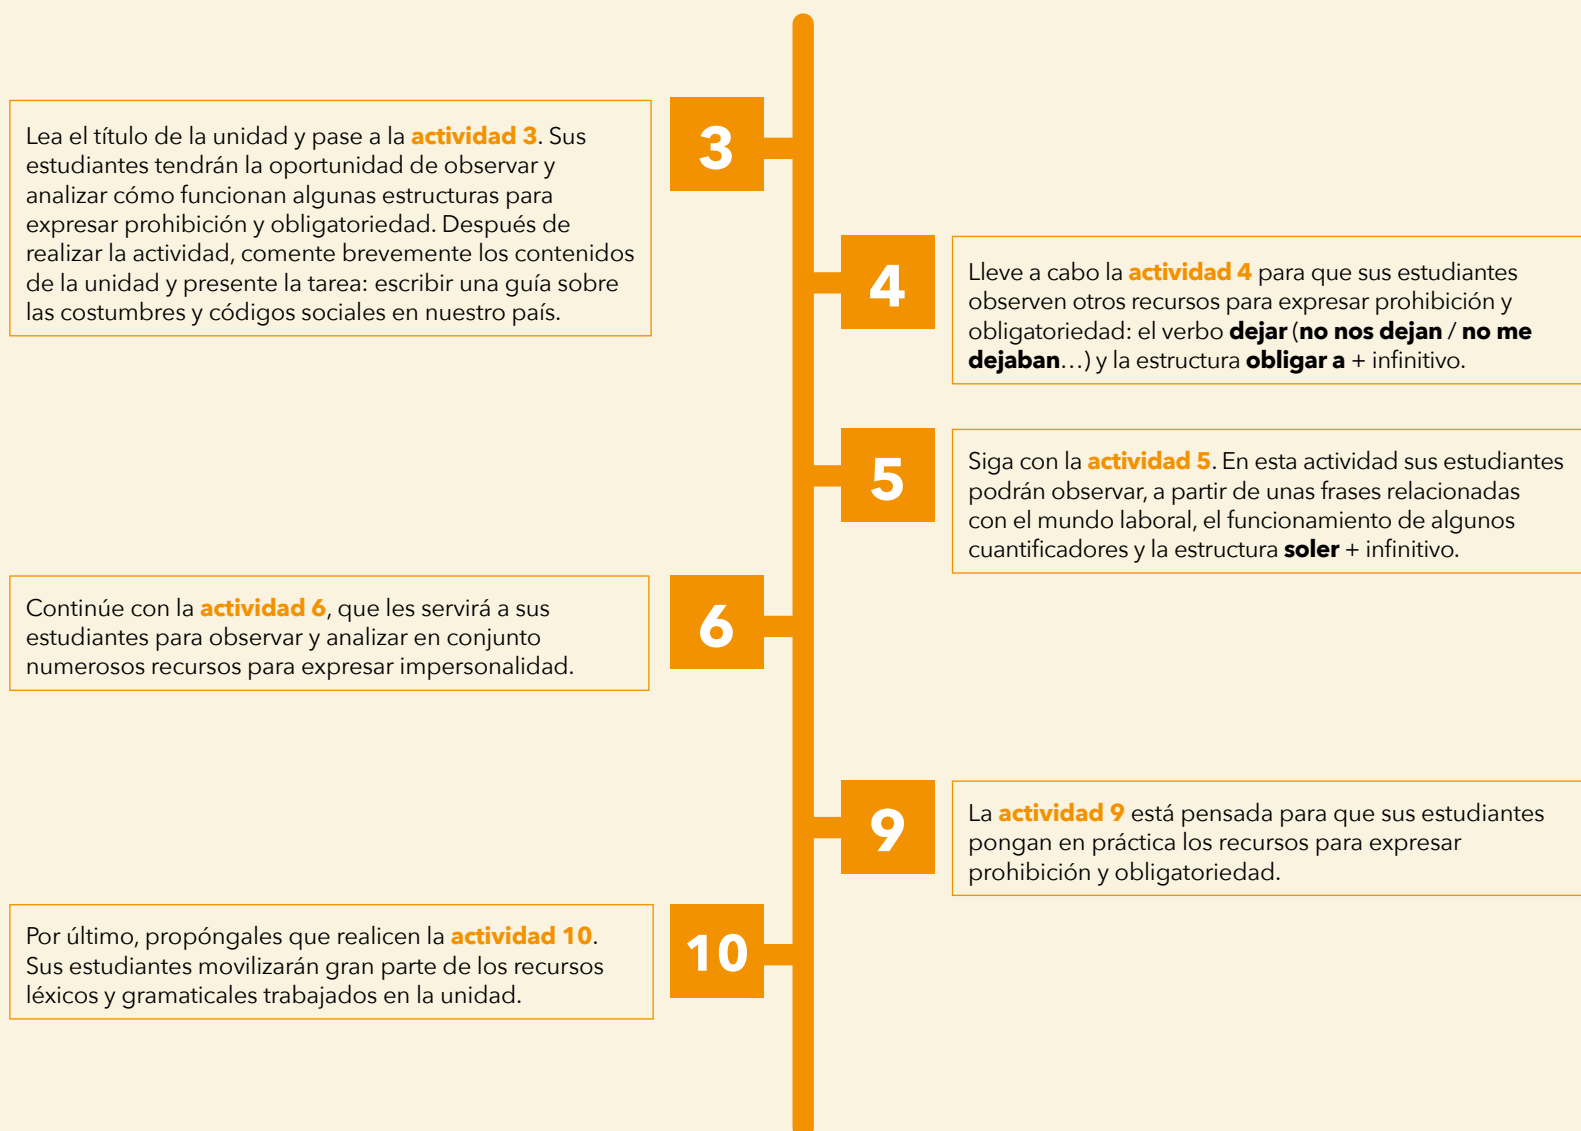 3
Lea el título de la unidad y pase a la actividad 3. Sus
estudiantes tendrán la oportunidad de observar y
analizar cómo funcionan algunas estructuras para
expresar prohibición y obligatoriedad. Después de
realizar la actividad, comente brevemente los contenidos
de la unidad y presente la tarea: escribir una guía sobre
las costumbres y códigos sociales en nuestro país.
4
Lleve a cabo la actividad 4 para que sus estudiantes
observen otros recursos para expresar prohibición y
obligatoriedad: el verbo dejar (no nos dejan / no me
dejaban…) y la estructura obligar a + infinitivo.
5
Siga con la actividad 5. En esta actividad sus estudiantes
podrán observar, a partir de unas frases relacionadas
con el mundo laboral, el funcionamiento de algunos
cuantificadores y la estructura soler + infinitivo.
6
Continúe con la actividad 6, que les servirá a sus
estudiantes para observar y analizar en conjunto
numerosos recursos para expresar impersonalidad.
9
La actividad 9 está pensada para que sus estudiantes
pongan en práctica los recursos para expresar
prohibición y obligatoriedad.
10
Por último, propóngales que realicen la actividad 10.
Sus estudiantes movilizarán gran parte de los recursos
léxicos y gramaticales trabajados en la unidad.